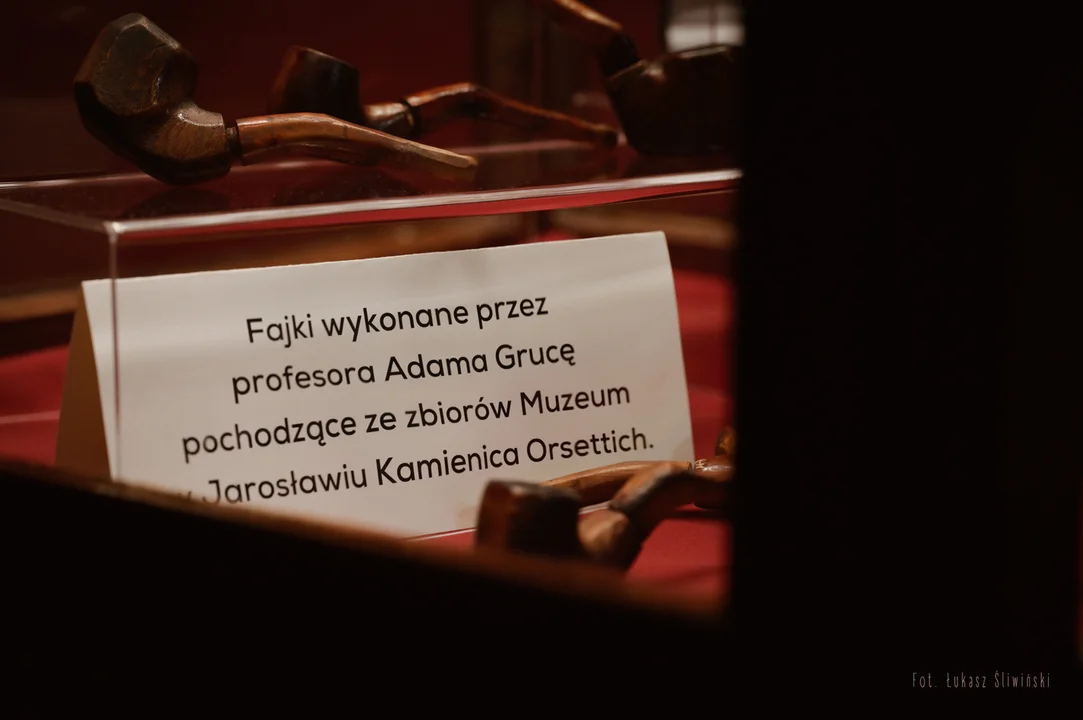 Fajki wykonane przez
profesora Adama Grucę
pochodzące ze zbiorów Muzeum
w Jarosławiu Kamienica Orsettich.
Fot. Łukasz Śliwiński